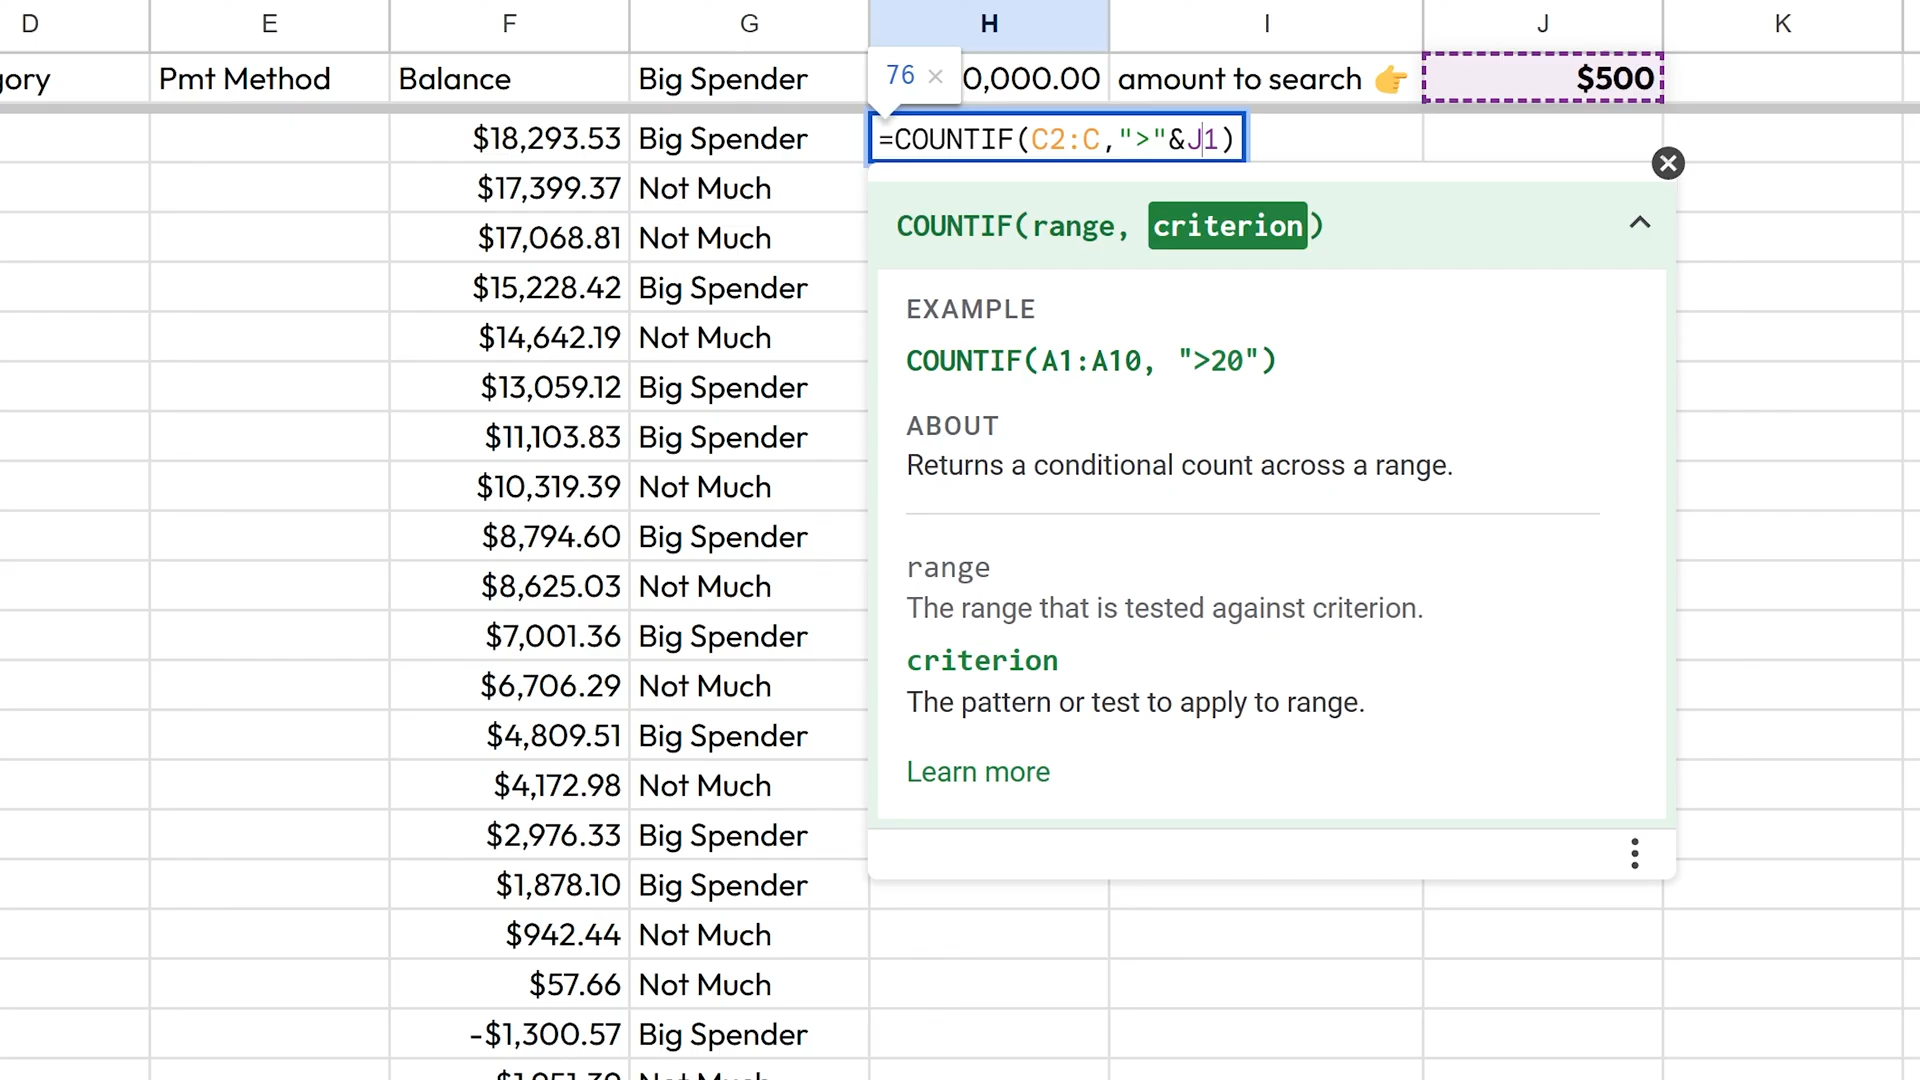 D E F G H I J K
gory Pmt Method Balance Big Spender 76 × 0,000.00 amount to search 👉 $500
$18,293.53 Big Spender =COUNTIF(C2:C,">"&J1)
$17,399.37 Not Much
$17,068.81 Not Much
$15,228.42 Big Spender
$14,642.19 Not Much
$13,059.12 Big Spender
$11,103.83 Big Spender
$10,319.39 Not Much
$8,794.60 Big Spender
$8,625.03 Not Much
$7,001.36 Big Spender
$6,706.29 Not Much
$4,809.51 Big Spender
$4,172.98 Not Much
$2,976.33 Big Spender
$1,878.10 Big Spender
$942.44 Not Much
$57.66 Not Much
-$1,300.57 Big Spender
Not Much
COUNTIF(range, criterion)
EXAMPLE
COUNTIF(A1:A10, ">20")
ABOUT
Returns a conditional count across a range.
range
The range that is tested against criterion.
criterion
The pattern or test to apply to range.
Learn more